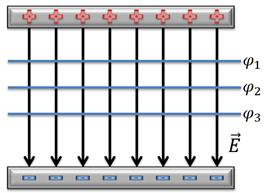 + + + + + + + +
φ₁
φ₂
φ₃
E⃗
- - - - - - - -